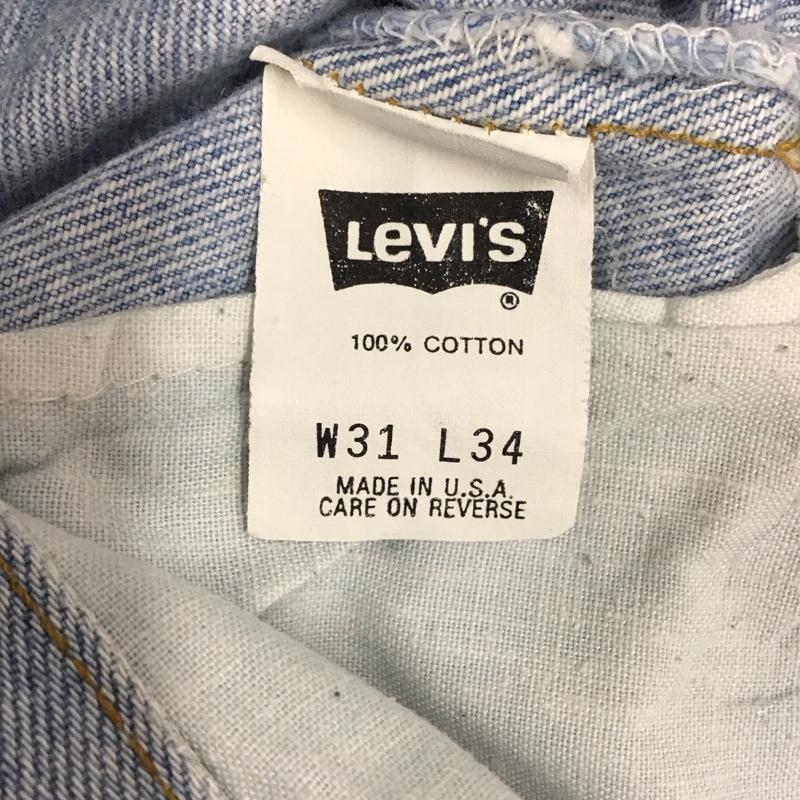 Levi's
®
100% COTTON
W31 L34
MADE IN U.S.A.
CARE ON REVERSE